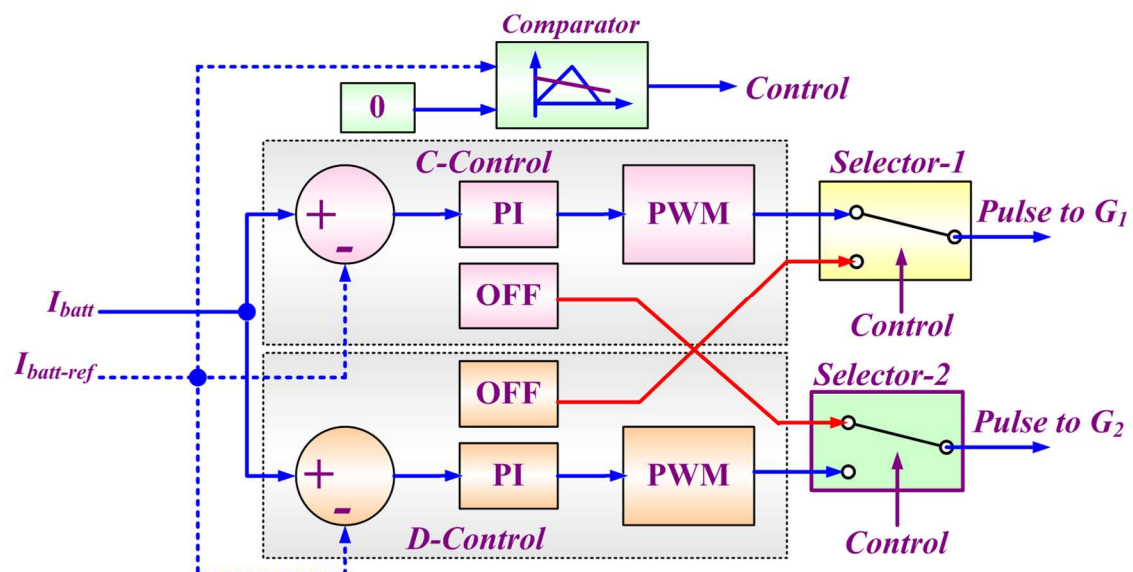 Comparator
0
Control
C-Control
Selector-1
+
-
PI
PWM
Pulse to G1
OFF
Ibatt
Control
Ibatt-ref
OFF
Selector-2
Pulse to G2
+
-
PI
PWM
D-Control
Control